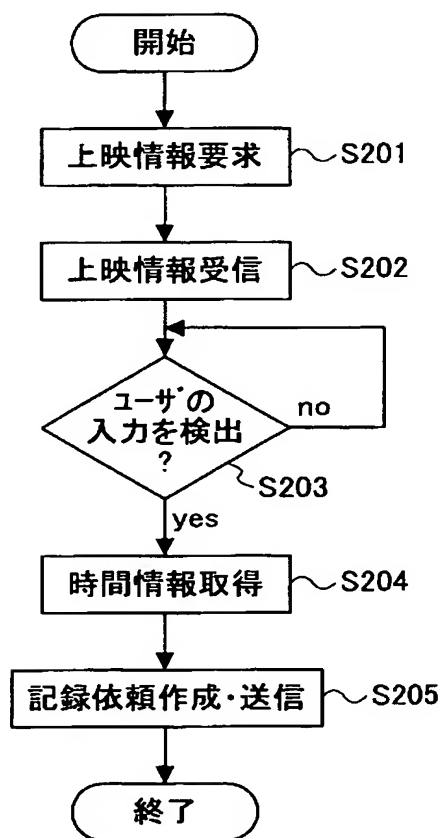 開始
上映情報要求
S201
上映情報受信
S202
ユーザの
入力を検出
?
no
S203
yes
時間情報取得
S204
記録依頼作成・送信
S205
終了